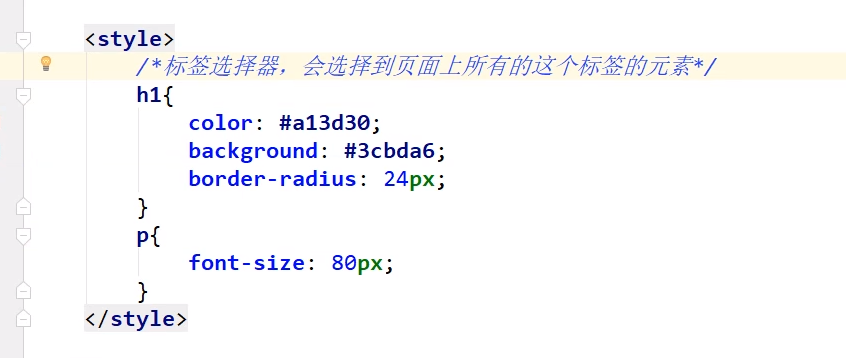 <style>
/*标签选择器，会选择到页面上所有的这个标签的元素*/
h1{
color: #a13d30;
background: #3cbda6;
border-radius: 24px;
}
p{
font-size: 80px;
}
</style>